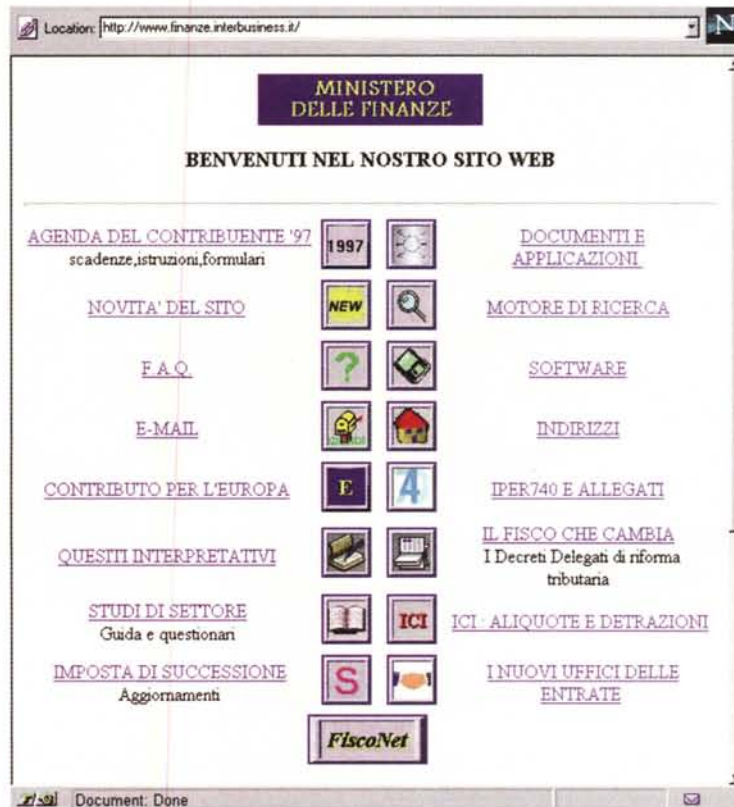 Location: http://www.finanze.interbusiness.it/
N
MINISTERO
DELLE FINANZE
BENVENUTI NEL NOSTRO SITO WEB
AGENDA DEL CONTRIBUENTE '97
scadenze,istruzioni,formulari
1997
DOCUMENTI E
APPLICAZIONI
NOVITA' DEL SITO
NEW
MOTORE DI RICERCA
F.A.Q.
?
SOFTWARE
E-MAIL
INDIRIZZI
CONTRIBUTO PER L'EUROPA
E
4
IPER740 E ALLEGATI
QUESITI INTERPRETATIVI
IL FISCO CHE CAMBIA
I Decreti Delegati di riforma
tributaria
STUDI DI SETTORE
Guida e questionari
ICI
ICI - ALIQUOTE E DETRAZIONI
IMPOSTA DI SUCCESSIONE
Aggiornamenti
S
I NUOVI UFFICI DELLE
ENTRATE
FiscoNet
Document: Done